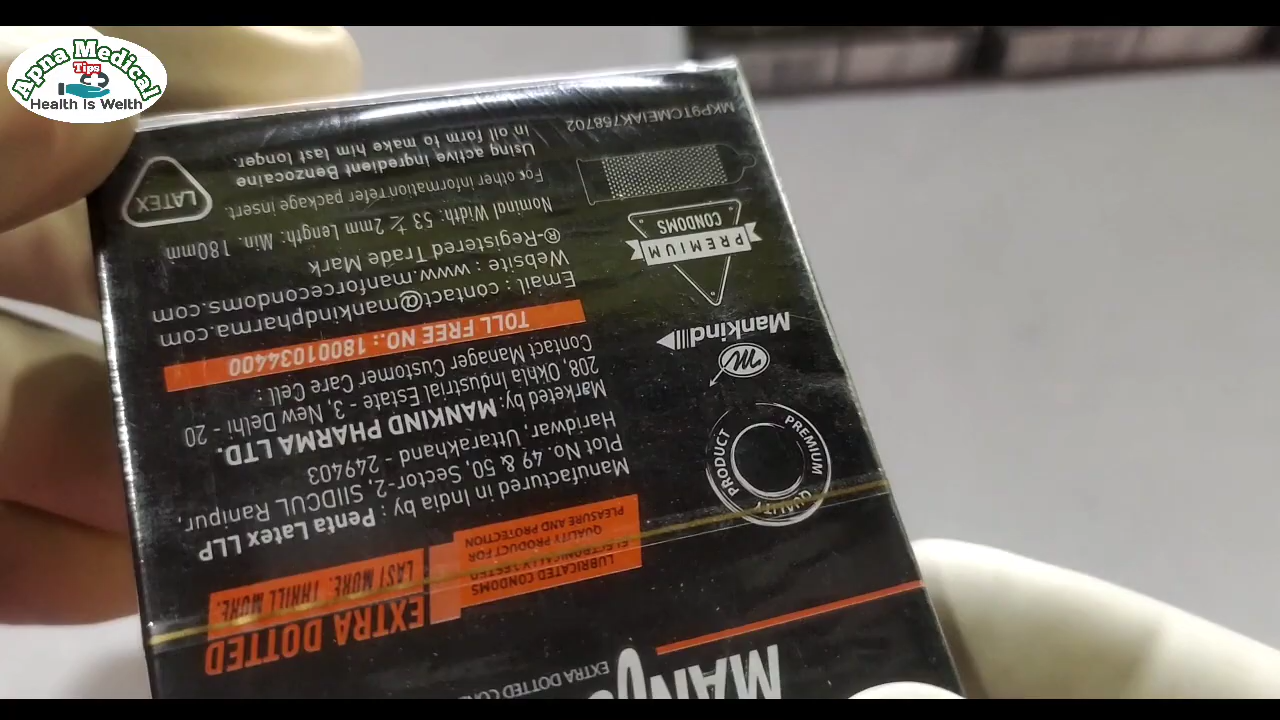 Apna Medical
Tips
Health Is Welth
MAN
EXTRA DOTTED
EXTRA DOTTED
LAST MORE. THRILL MORE.
LUBRICATED CONDOMS
ELECTRONICALLY TESTED
QUALITY PRODUCT FOR
PLEASURE AND PROTECTION
Manufactured in India by : Penta Latex LLP
Plot No. 49 & 50, Sector-2, SIIDCUL Ranipur,
Haridwar, Uttarakhand - 249403
Marketed by: MANKIND PHARMA LTD.
208, Okhla Industrial Estate - 3, New Delhi - 20
Contact Manager Customer Care Cell :
TOLL FREE NO.: 18001034400
Email : contact@mankindpharma.com
Website : www.manforcecondoms.com
®-Registered Trade Mark
Nominal Width: 53 ± 2mm Length: Min. 180mm
For other information refer package insert.
Using active ingredient Benzocaine
in oil form to make him last longer.
LATEX
PREMIUM QUALITY PRODUCT
Mankind
PREMIUM
CONDOMS
MKP9TCMEIAK758702